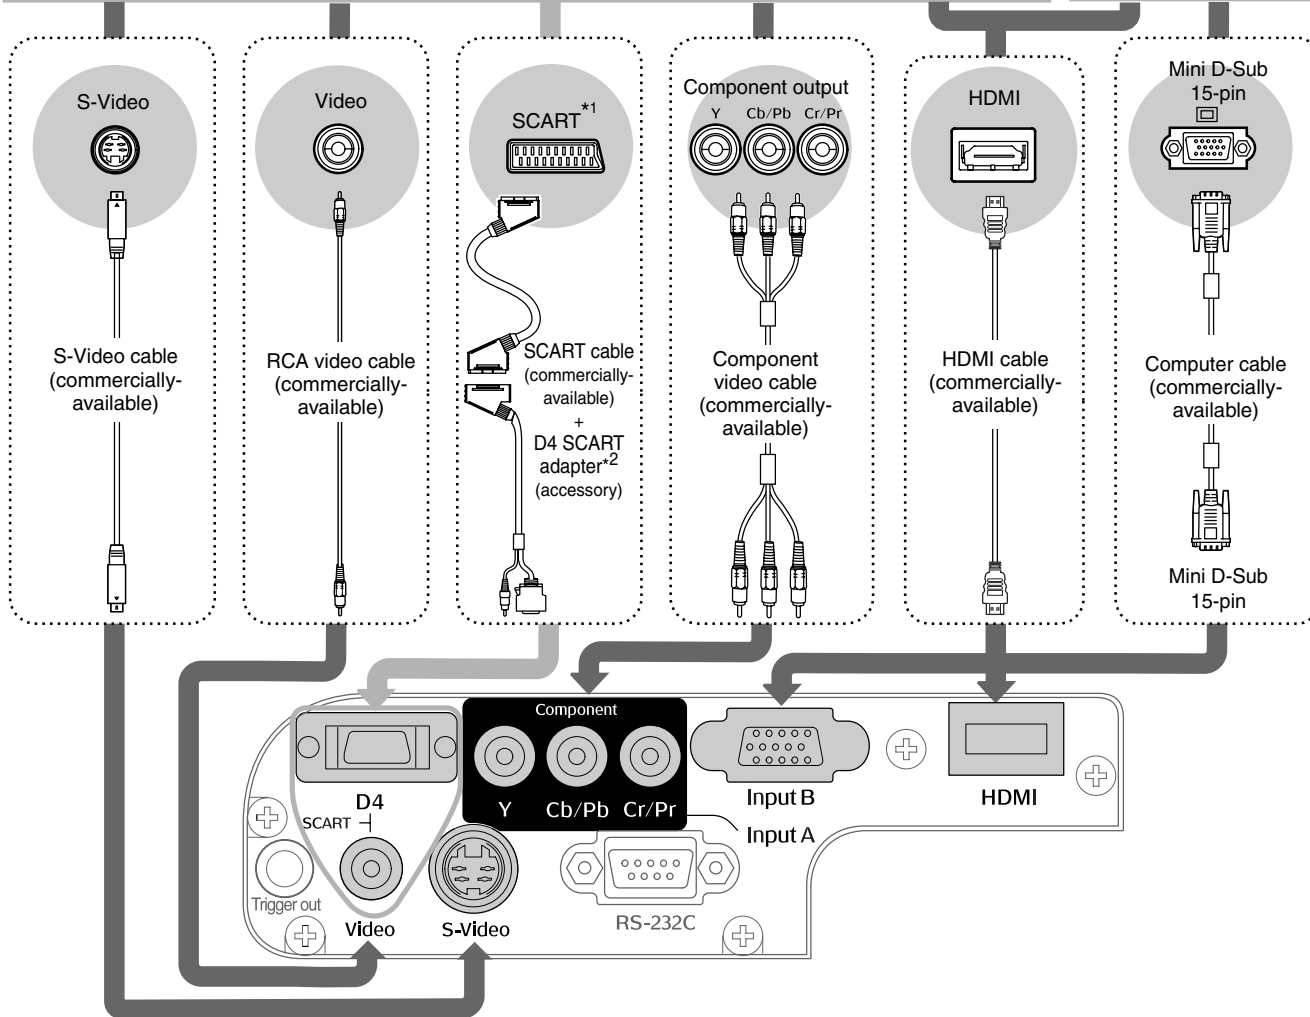 S-Video
Video
SCART*1
Component output
Y Cb/Pb Cr/Pr
HDMI
Mini D-Sub
15-pin
S-Video cable
(commercially-
available)
RCA video cable
(commercially-
available)
SCART cable
(commercially-
available)
+
D4 SCART
adapter*2
(accessory)
Component
video cable
(commercially-
available)
HDMI cable
(commercially-
available)
Computer cable
(commercially-
available)
Mini D-Sub
15-pin
Component
Y Cb/Pb Cr/Pr
Input B
Input A
HDMI
D4
SCART
Trigger out
Video
S-Video
RS-232C